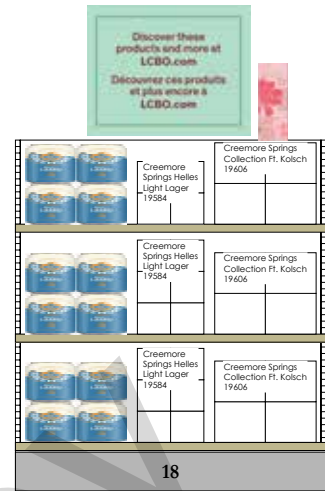 Discover these
products and more at
LCBO.com
Découvrez ces produits
et plus encore à
LCBO.com
Creemore
Springs Helles
Light Lager
19584
Creemore Springs
Collection Ft. Kolsch
19606
Creemore
Springs Helles
Light Lager
19584
Creemore Springs
Collection Ft. Kolsch
19606
Creemore
Springs Helles
Light Lager
19584
Creemore Springs
Collection Ft. Kolsch
19606
18